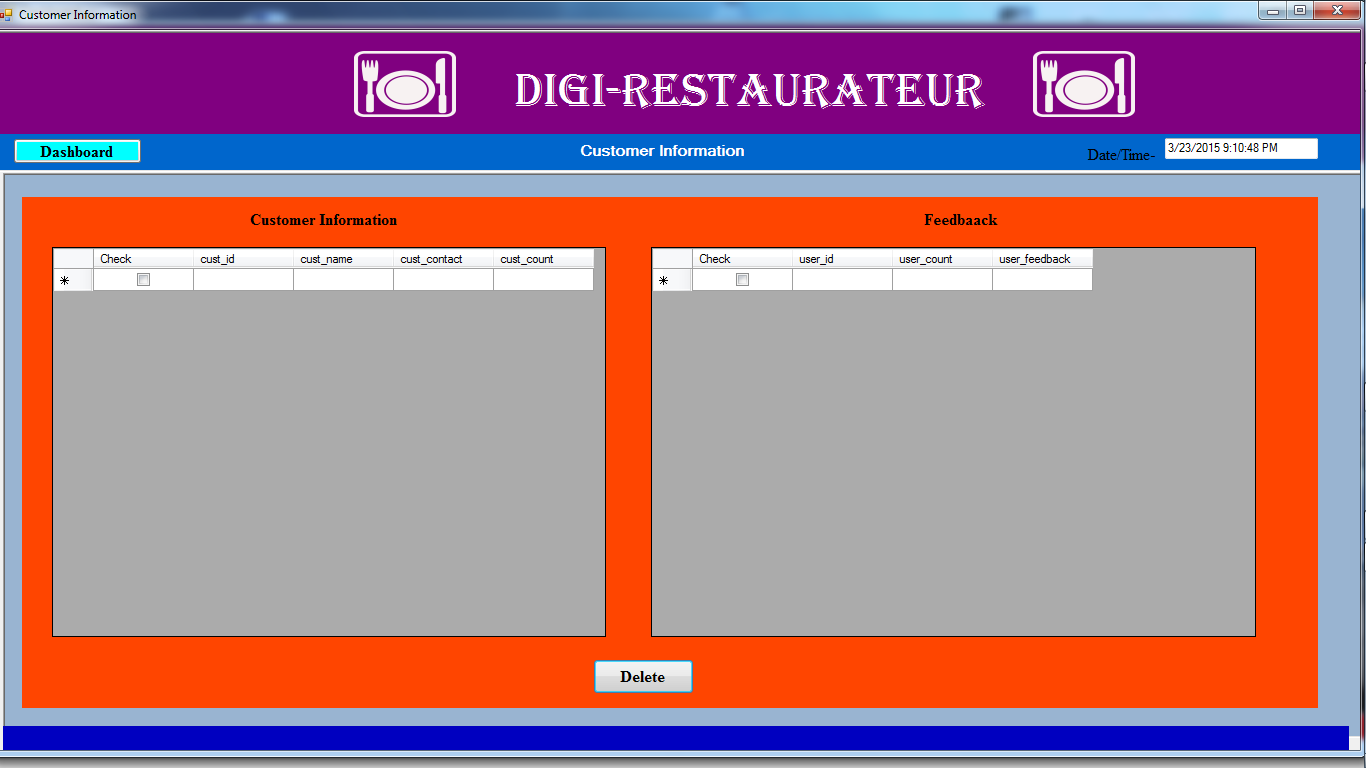 Customer Information
DIGI-RESTAURATEUR
Dashboard
Customer Information
Date/Time- 3/23/2015 9:10:48 PM
Customer Information
Feedbaack
Check cust_id cust_name cust_contact cust_count
Check user_id user_count user_feedback
Delete